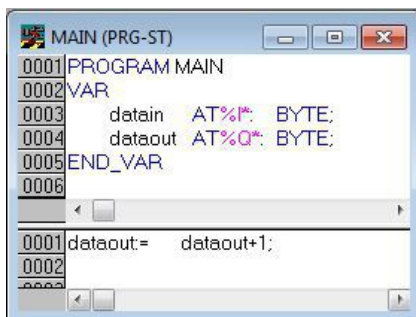 MAIN (PRG-ST)
0001 PROGRAM MAIN
0002 VAR
0003 datain AT%I*: BYTE;
0004 dataout AT%Q*: BYTE;
0005 END_VAR
0006
0001 dataout:= dataout+1;
0002